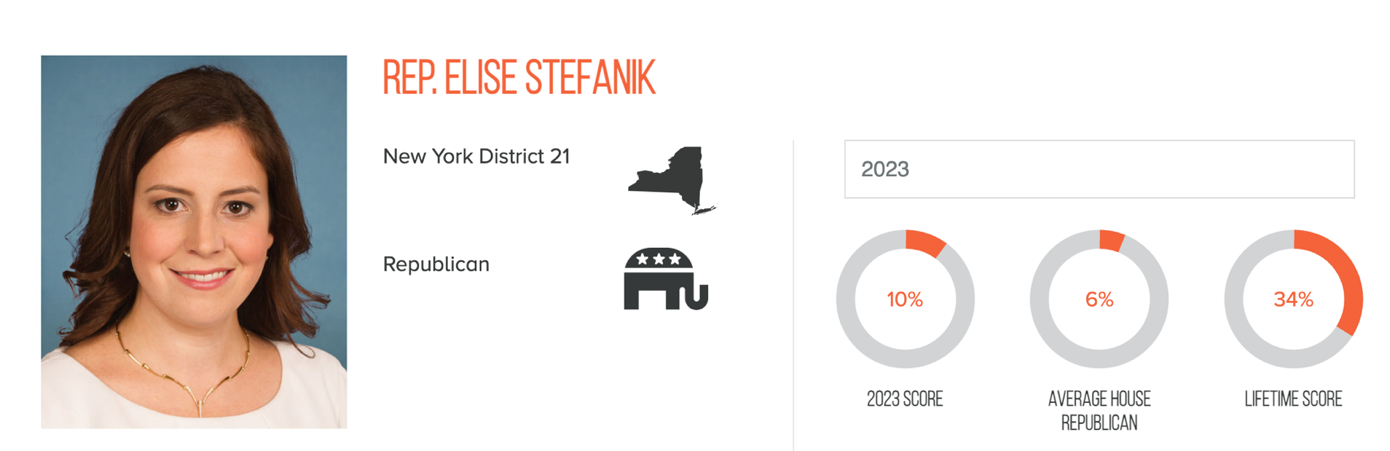 REP. ELISE STEFANIK
New York District 21
Republican
2023
10%
6%
34%
2023 SCORE
AVERAGE HOUSE
REPUBLICAN
LIFETIME SCORE